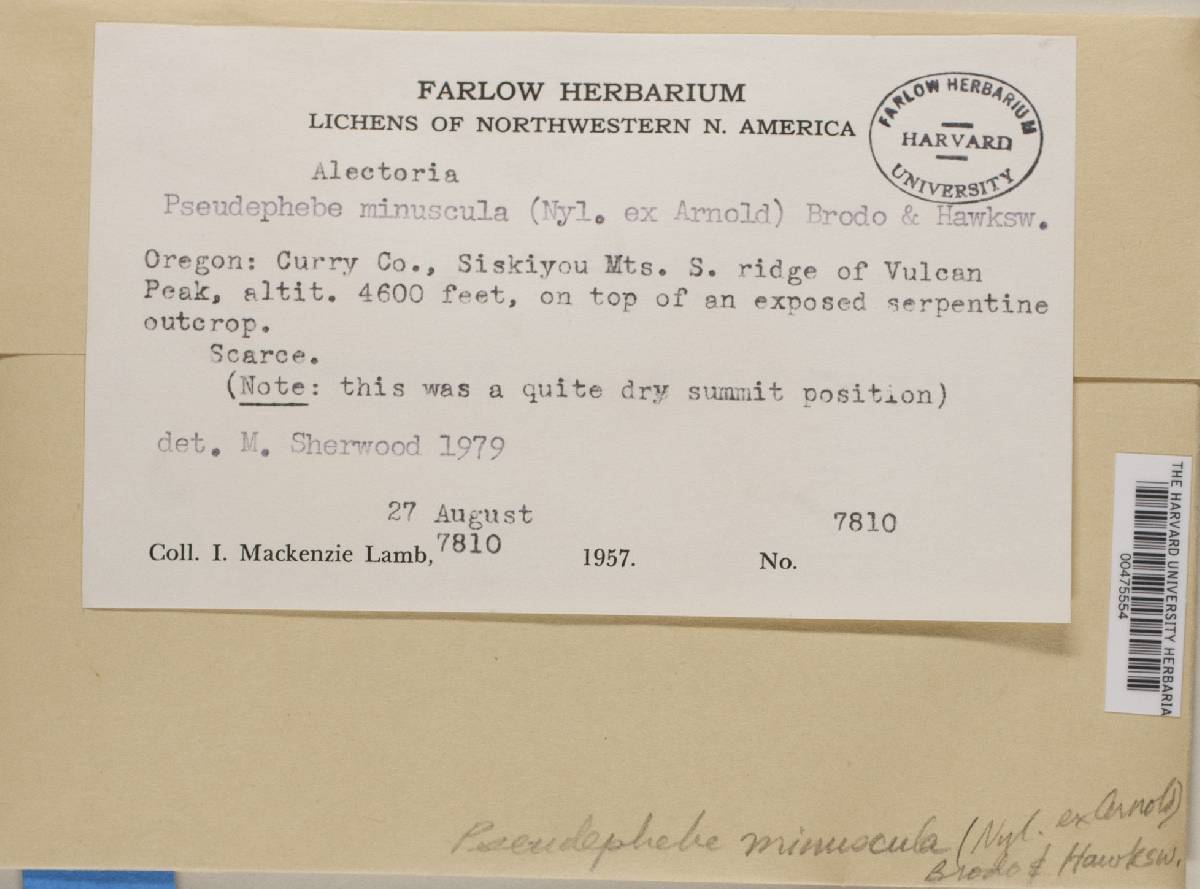 FARLOW HERBARIUM
LICHENS OF NORTHWESTERN N. AMERICA
FARLOW HERBARIUM
HARVARD
UNIVERSITY
Alectoria
Pseudephebe minuscula (Nyl. ex Arnold) Brodo & Hawksw.
Oregon: Curry Co., Siskiyou Mts. S. ridge of Vulcan
Peak, altit. 4600 feet, on top of an exposed serpentine
outcrop.
Scarce.
(Note: this was a quite dry summit position)
det. M. Sherwood 1979
27 August
7810
7810
Coll. I. Mackenzie Lamb, 1957. No.
THE HARVARD UNIVERSITY HERBARIA
00475554
Pseudephebe minuscula (Nyl. ex Arnold)
Brodo & Hawksw.